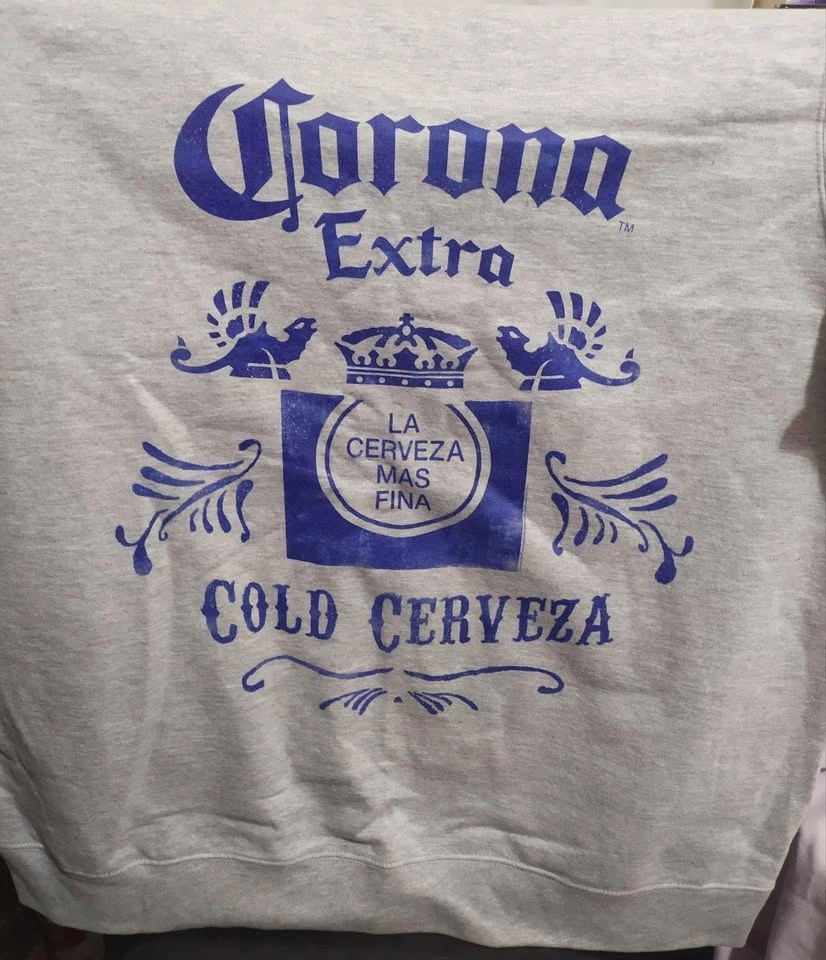 Corona
TM
Extra
LA
CERVEZA
MAS
FINA
COLD CERVEZA